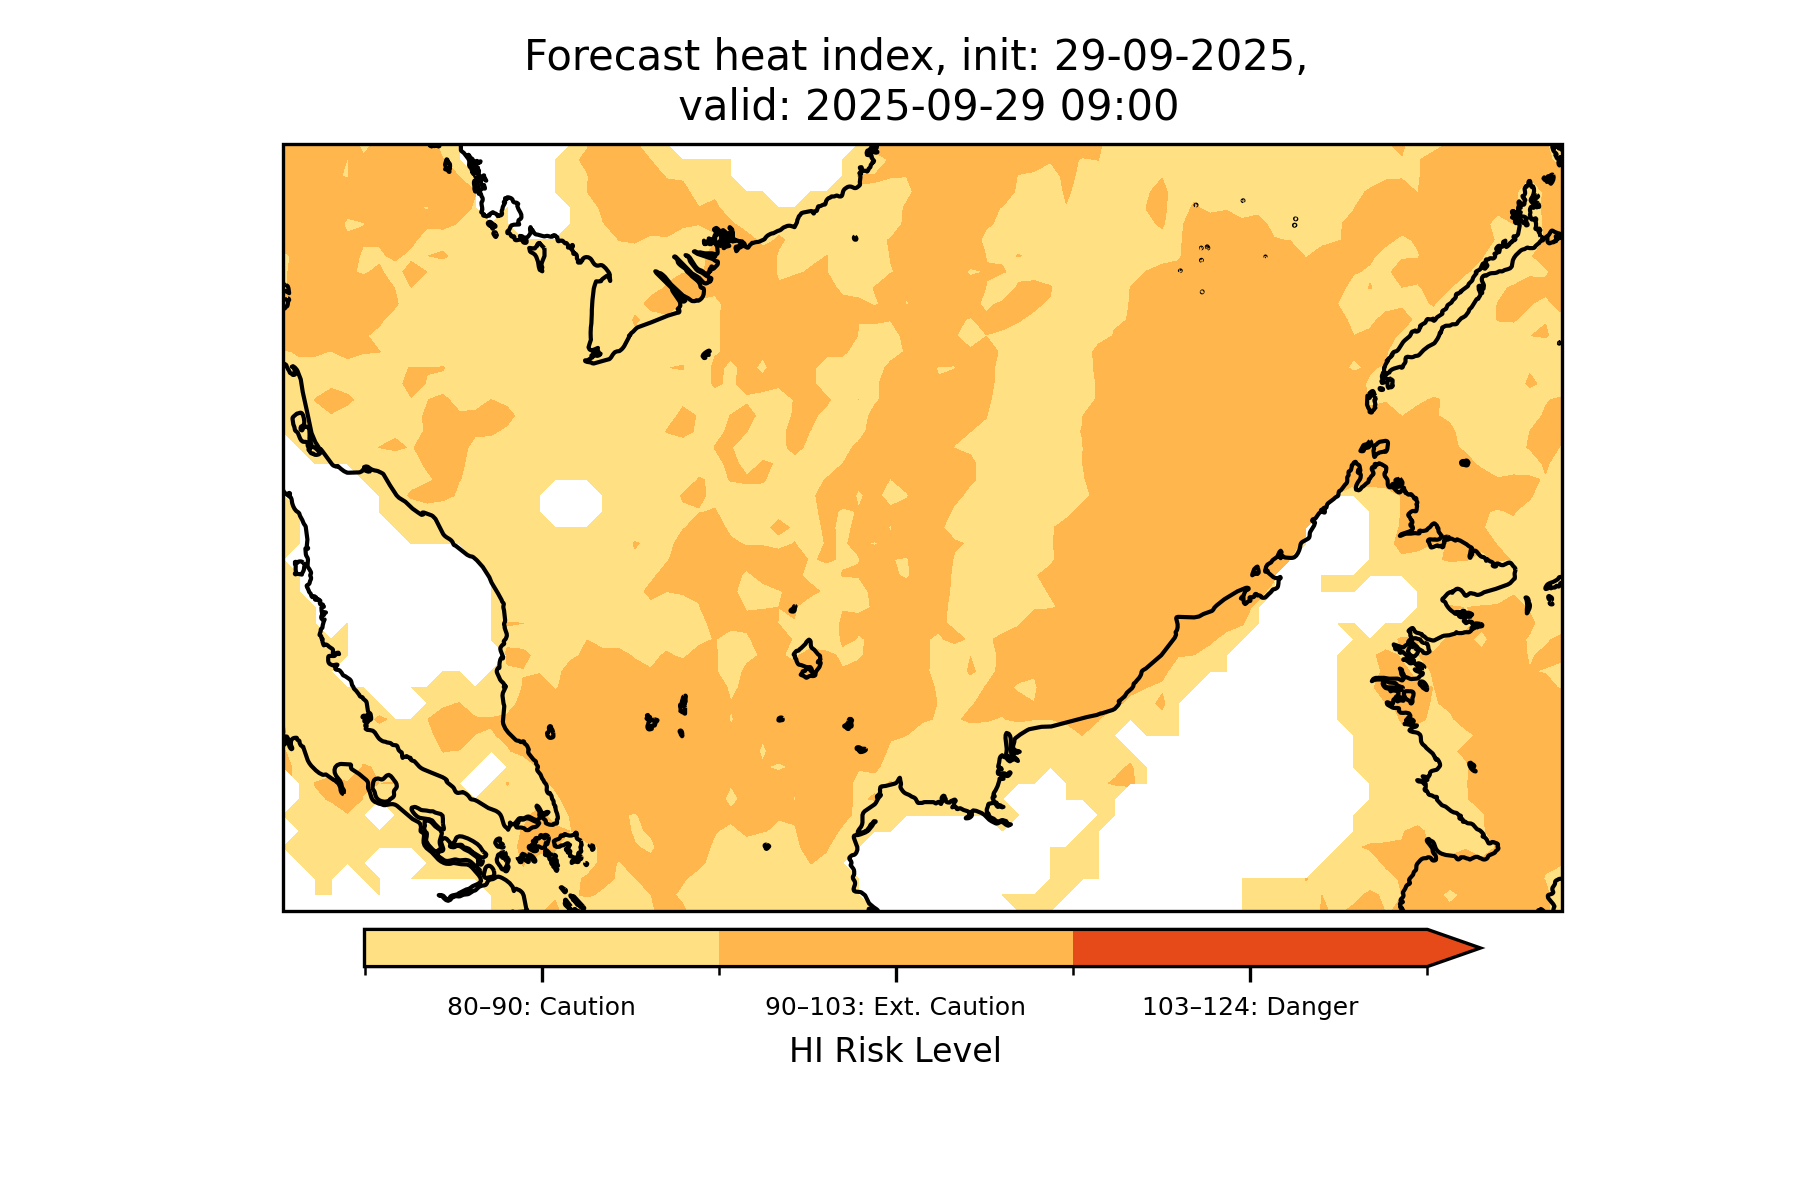 Forecast heat index, init: 29-09-2025,
valid: 2025-09-29 09:00
80–90: Caution
90–103: Ext. Caution
103–124: Danger
HI Risk Level